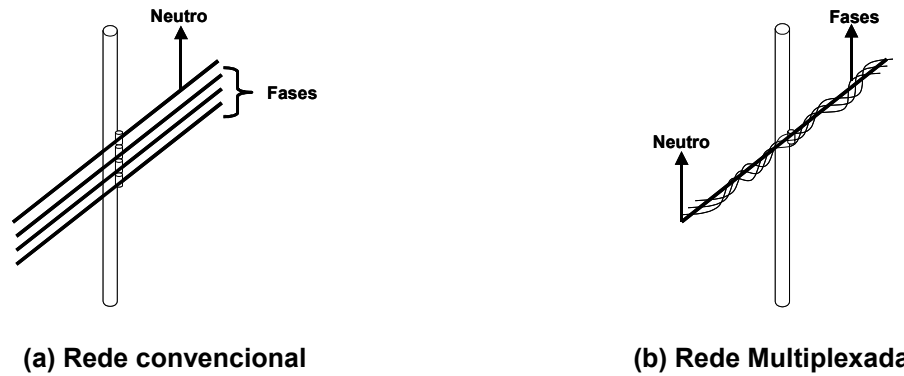 Neutro
Fases
(a) Rede convencional
Fases
Neutro
(b) Rede Multiplexada